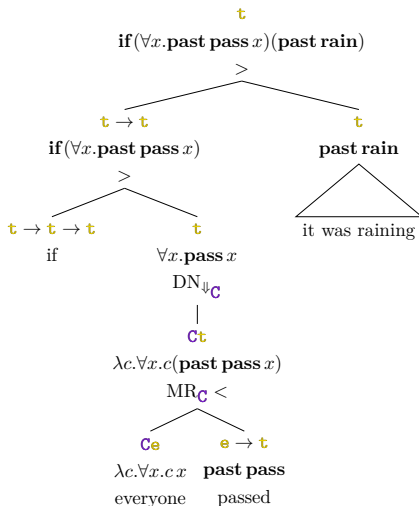 t
if(∀x.past pass x)(past rain)
>
t → t t
if(∀x.past pass x) past rain
>
t → t → t t it was raining
if ∀x.pass x
DN⇓C
Ct
λc.∀x.c(past pass x)
MR C <
Ce e → t
λc.∀x.c x past pass
everyone passed